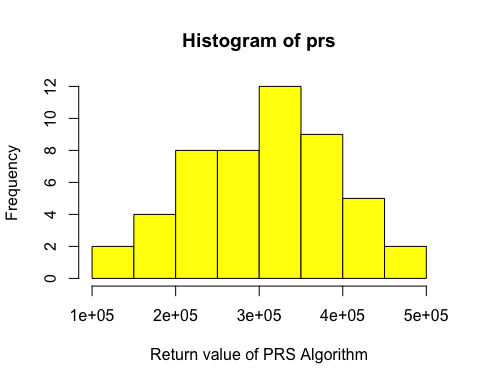 Histogram of prs
Frequency
12
10
8
6
4
2
0
1e+05 2e+05 3e+05 4e+05 5e+05
Return value of PRS Algorithm